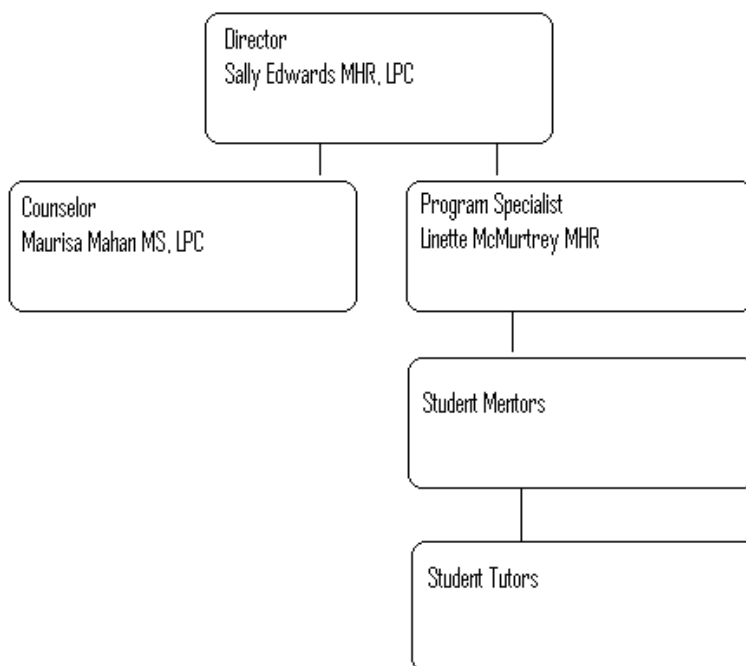 Director
Sally Edwards MHR, LPC
Counselor
Maurisa Mahan MS, LPC
Program Specialist
Linette McMurtrey MHR
Student Mentors
Student Tutors